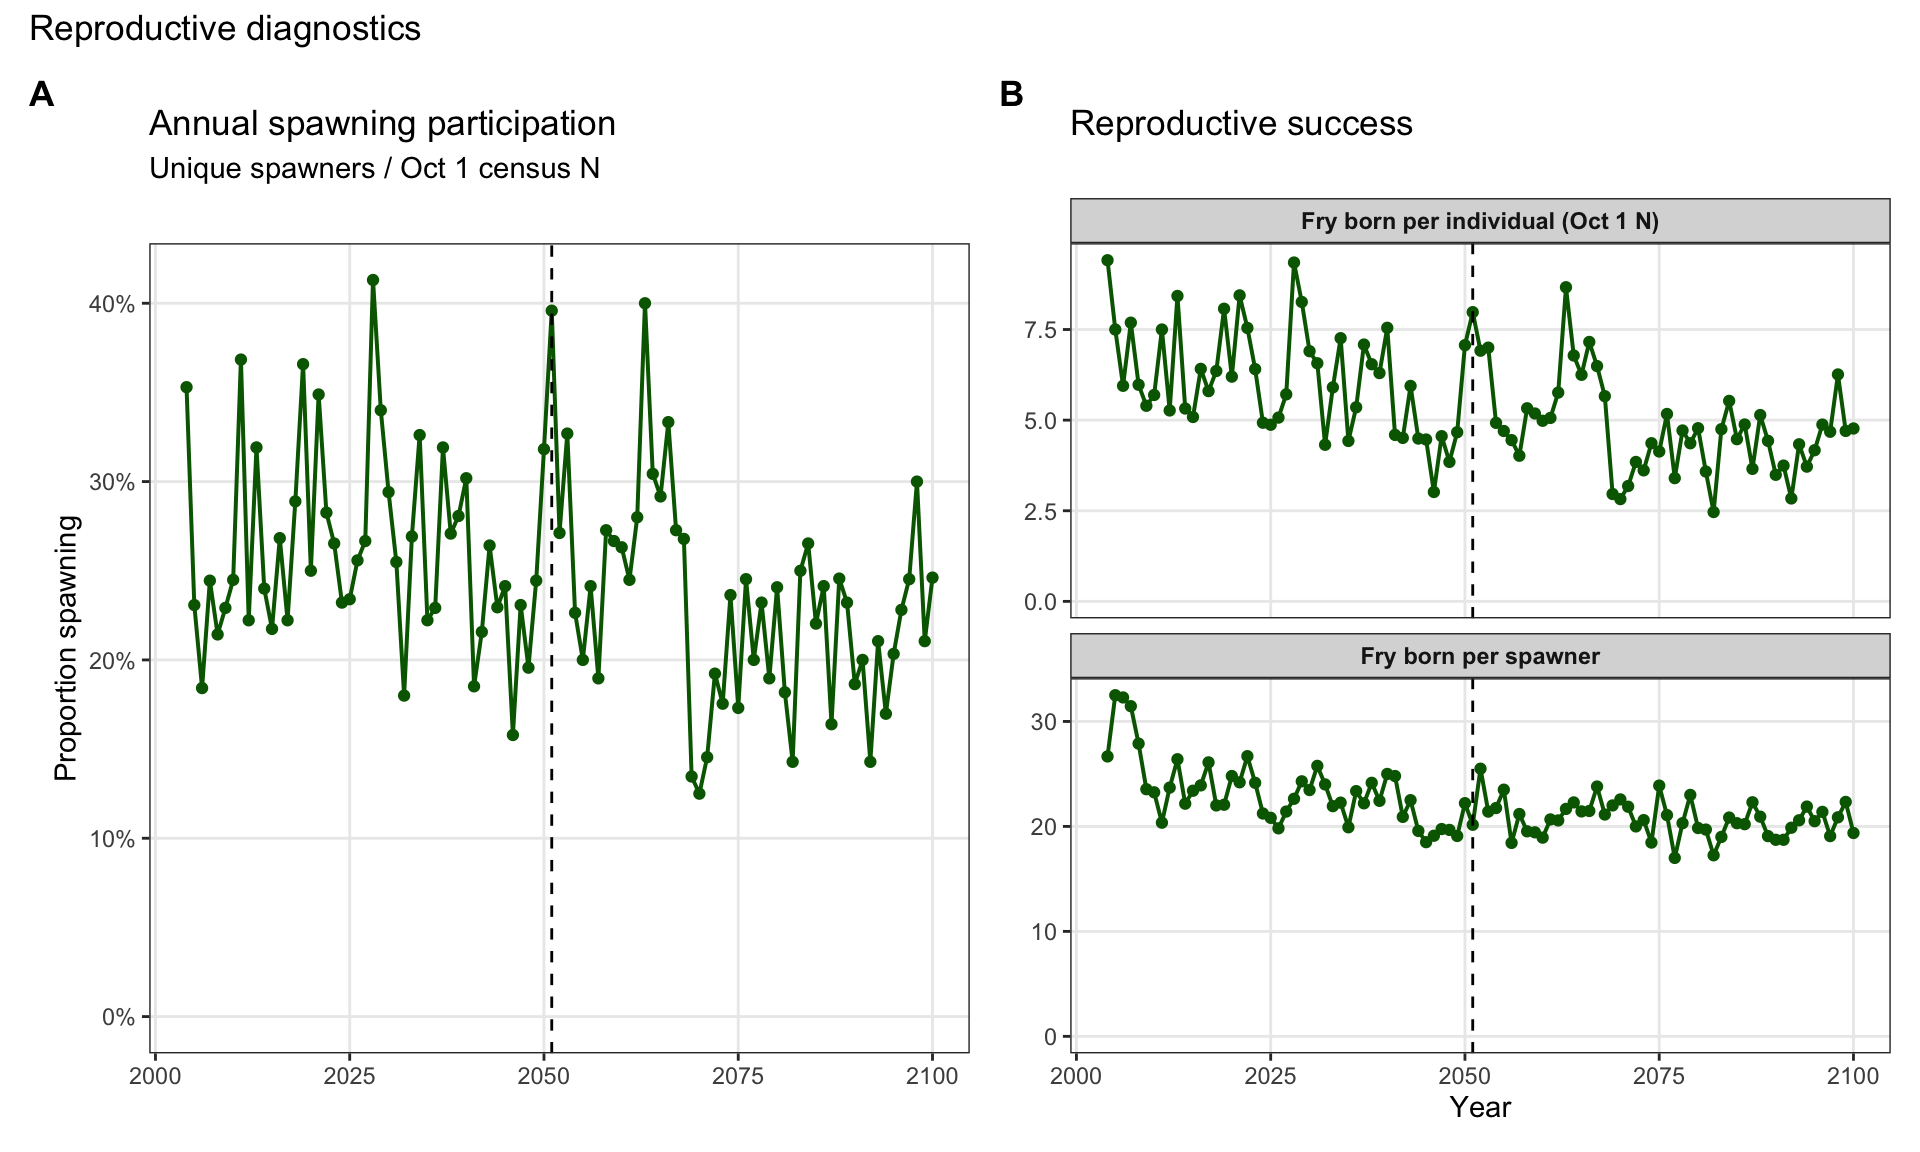 Reproductive diagnostics
A
Annual spawning participation
Unique spawners / Oct 1 census N
Proportion spawning
40%
30%
20%
10%
0%
2000 2025 2050 2075 2100
B
Reproductive success
Fry born per individual (Oct 1 N)
7.5
5.0
2.5
0.0
Fry born per spawner
30
20
10
0
2000 2025 2050 2075 2100
Year